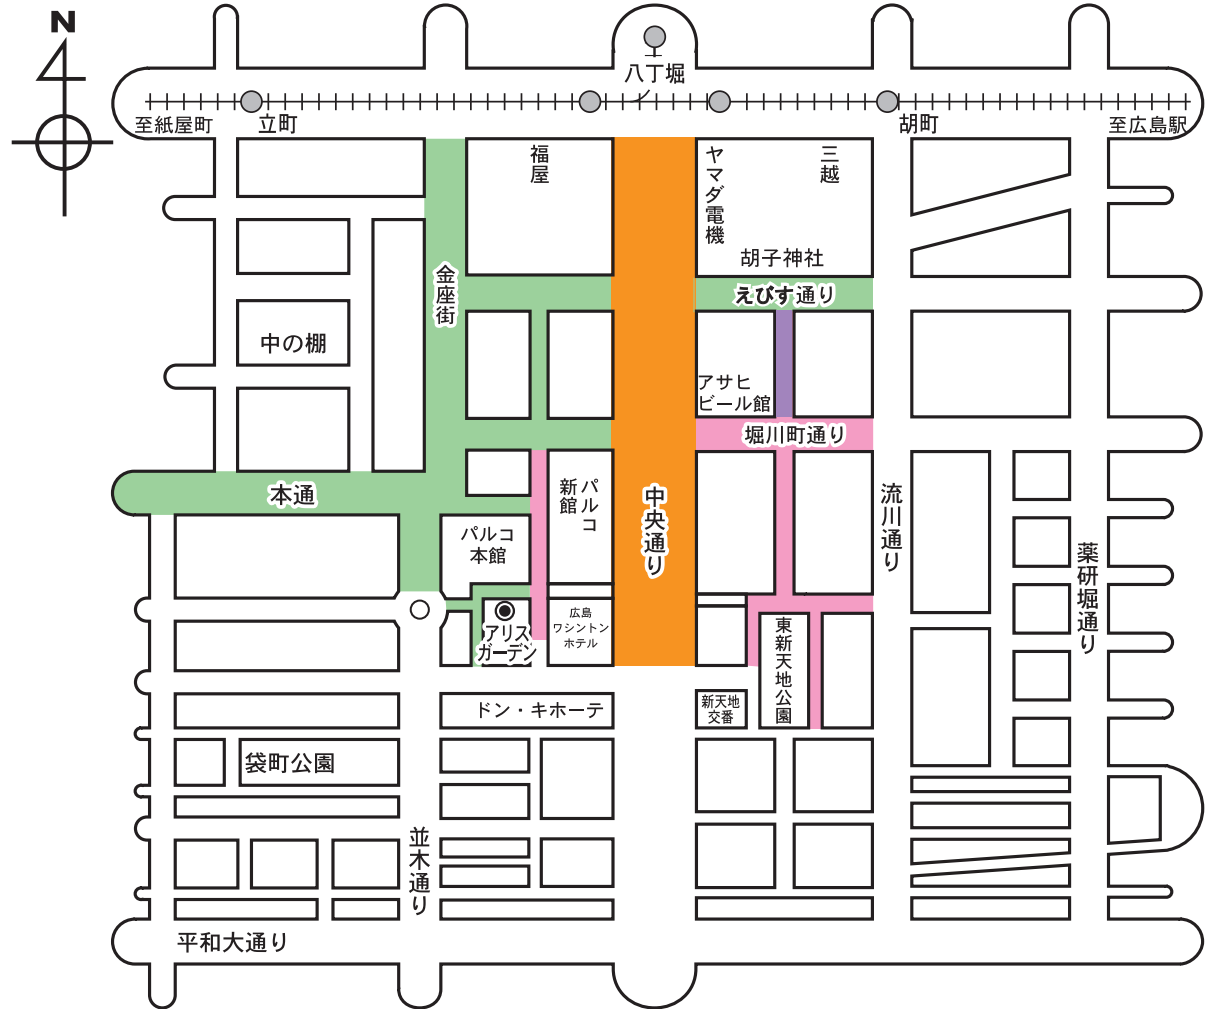 N
八丁堀
至紙屋町
立町
胡町
至広島駅
福屋
ヤマダ電機
三越
胡子神社
金座街
えびす通り
中の棚
アサヒ
ビール館
堀川町通り
本通
パルコ
新館
中央通り
流川通り
パルコ
本館
薬研堀通り
広島
ワシントン
ホテル
アリス
ガーデン
東新天地公園
新天地
交番
ドン・キホーテ
袋町公園
並木通り
平和大通り